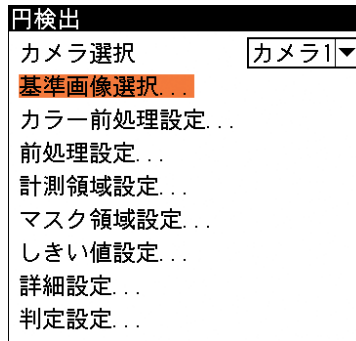 円検出
カメラ選択 カメラ1▼
基準画像選択...
カラー前処理設定...
前処理設定...
計測領域設定...
マスク領域設定...
しきい値設定...
詳細設定...
判定設定...